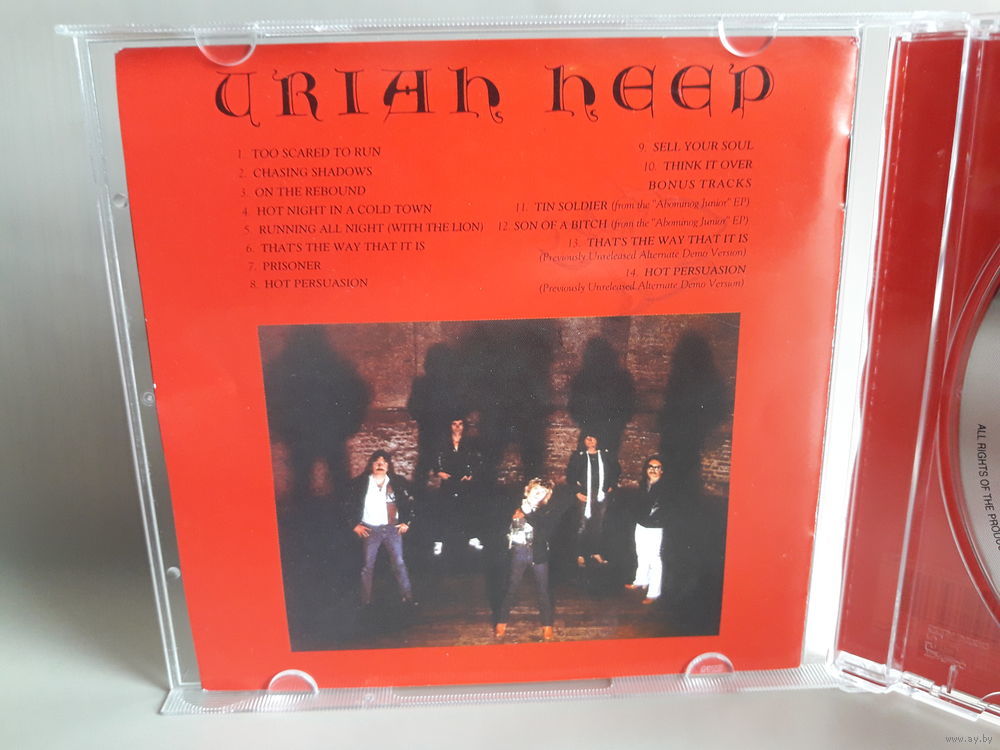 URIAH HEEP
1. TOO SCARED TO RUN
2. CHASING SHADOWS
3. ON THE REBOUND
4. HOT NIGHT IN A COLD TOWN
5. RUNNING ALL NIGHT (WITH THE LION)
6. THAT'S THE WAY THAT IT IS
7. PRISONER
8. HOT PERSUASION
9. SELL YOUR SOUL
10. THINK IT OVER
BONUS TRACKS
11. TIN SOLDIER (from the "Abominog Junior" EP)
12. SON OF A BITCH (from the "Abominog Junior" EP)
13. THAT'S THE WAY THAT IT IS
(Previously Unreleased Alternate Demo Version)
14. HOT PERSUASION
(Previously Unreleased Alternate Demo Version)
ALL RIGHTS OF THE
www.ay.by